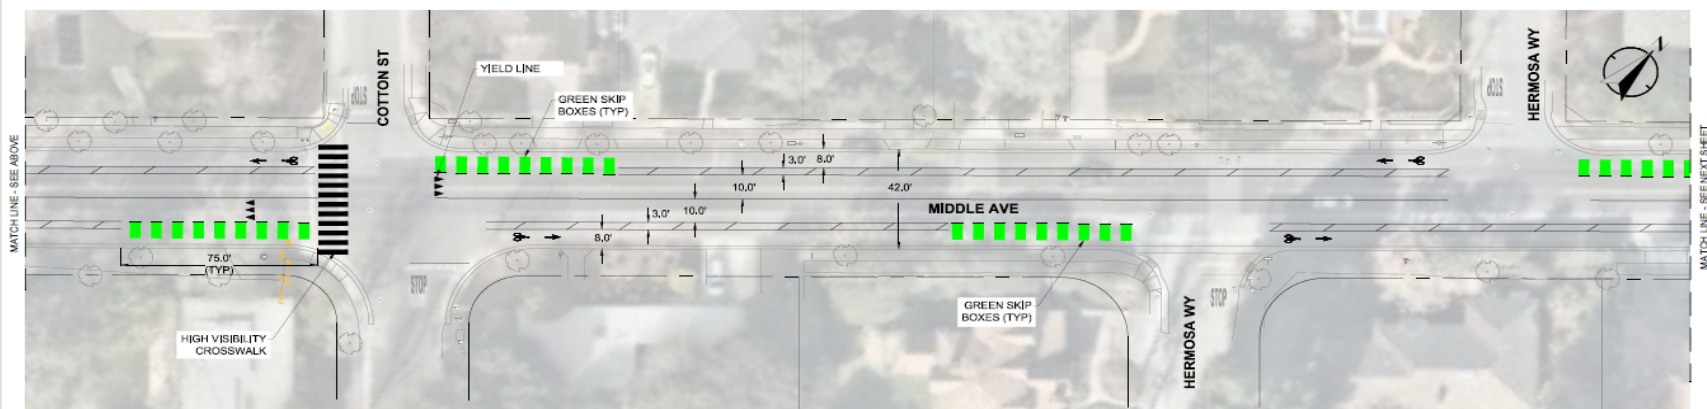 MATCH LINE - SEE ABOVE
STOP
COTTON ST
YIELD LINE
GREEN SKIP
BOXES (TYP)
3.0'
8.0'
10.0'
42.0'
3.0'
10.0'
8.0'
MIDDLE AVE
75.0'
(TYP)
HIGH VISIBILITY
CROSSWALK
STOP
GREEN SKIP
BOXES (TYP)
HERMOSA WY
STOP
STOP
HERMOSA WY
MATCH LINE - SEE NEXT SHEET